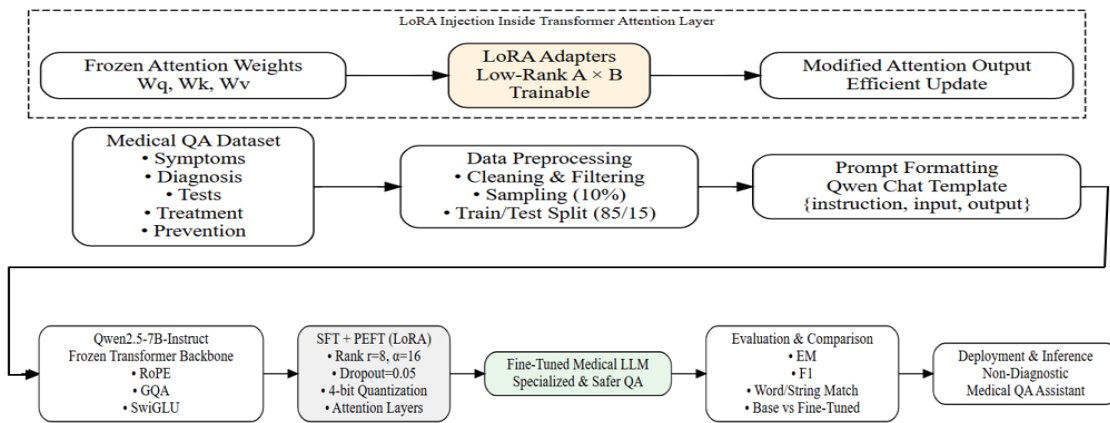 LoRA Injection Inside Transformer Attention Layer
Frozen Attention Weights
Wq, Wk, Wv
LoRA Adapters
Low-Rank A × B
Trainable
Modified Attention Output
Efficient Update
Medical QA Dataset
• Symptoms
• Diagnosis
• Tests
• Treatment
• Prevention
Data Preprocessing
• Cleaning & Filtering
• Sampling (10%)
• Train/Test Split (85/15)
Prompt Formatting
Qwen Chat Template
{instruction, input, output}
Qwen2.5-7B-Instruct
Frozen Transformer Backbone
• RoPE
• GQA
• SwiGLU
SFT + PEFT (LoRA)
• Rank r=8, α=16
• Dropout=0.05
• 4-bit Quantization
• Attention Layers
Fine-Tuned Medical LLM
Specialized & Safer QA
Evaluation & Comparison
• EM
• F1
• Word/String Match
• Base vs Fine-Tuned
Deployment & Inference
Non-Diagnostic
Medical QA Assistant